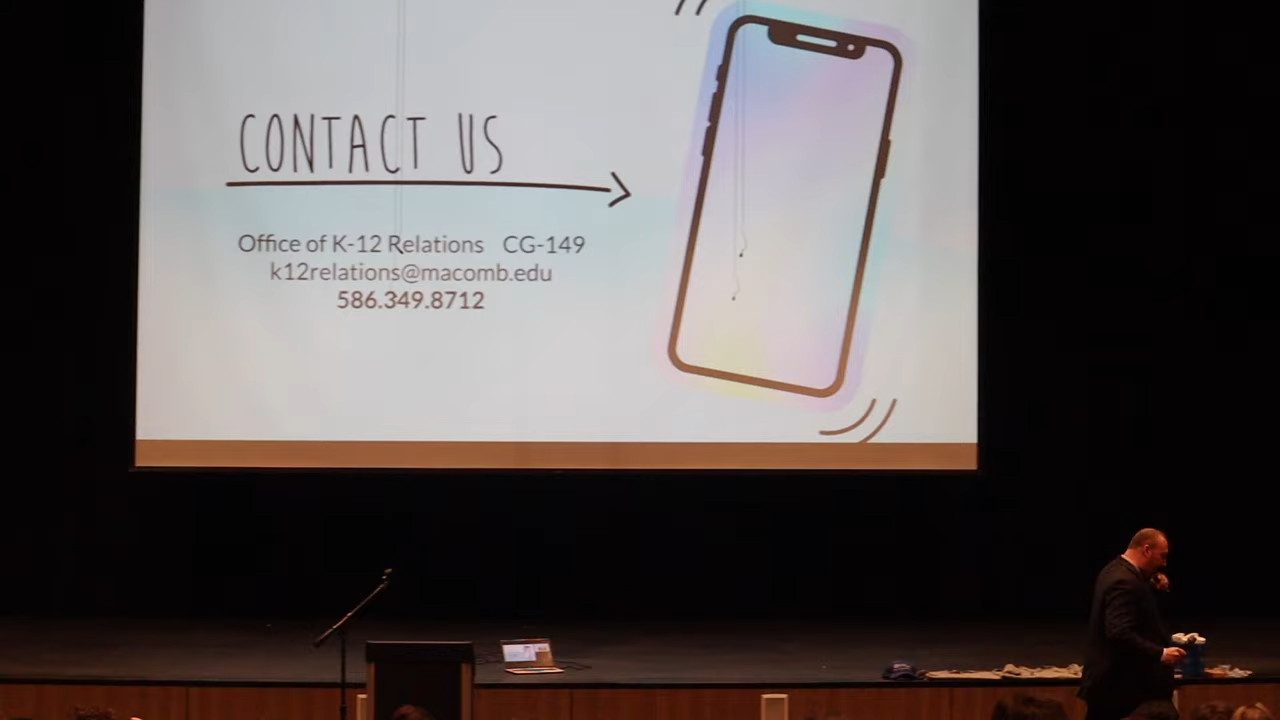 CONTACT US
Office of K-12 Relations CG-149
k12relations@macomb.edu
586.349.8712